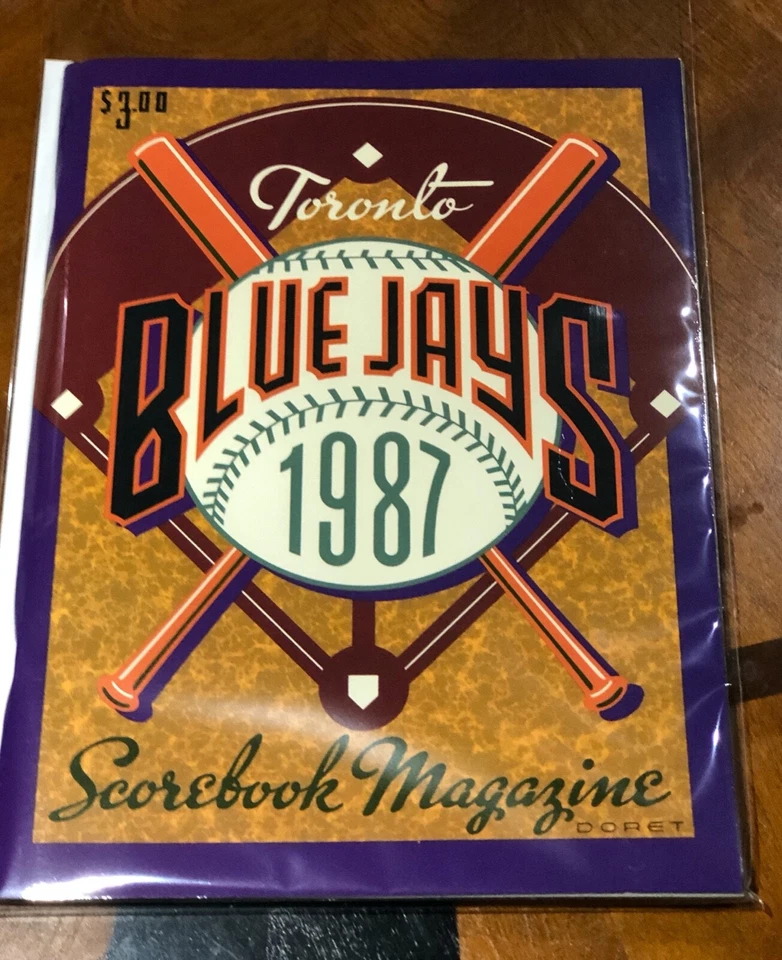 $3.00
Toronto
BLUE JAYS
1987
Scorebook Magazine
DORET